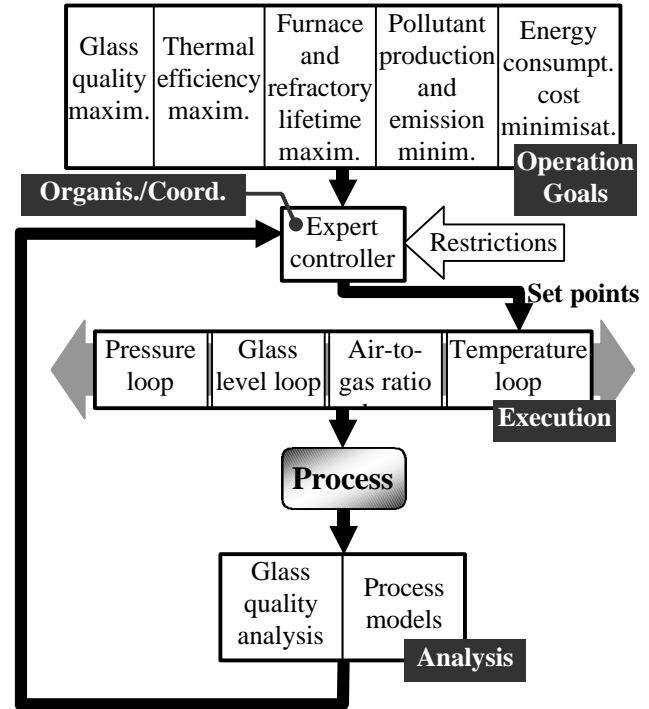 Glass
quality
maxim.
Thermal
efficiency
maxim.
Furnace
and
refractory
lifetime
maxim.
Pollutant
production
and
emission
minim.
Energy
consumpt.
cost
minimisat.
Operation
Goals
Organis./Coord.
Expert
controller
Restrictions
Set points
Pressure
loop
Glass
level loop
Air-to-
gas ratio
Temperature
loop
Execution
Process
Glass
quality
analysis
Process
models
Analysis